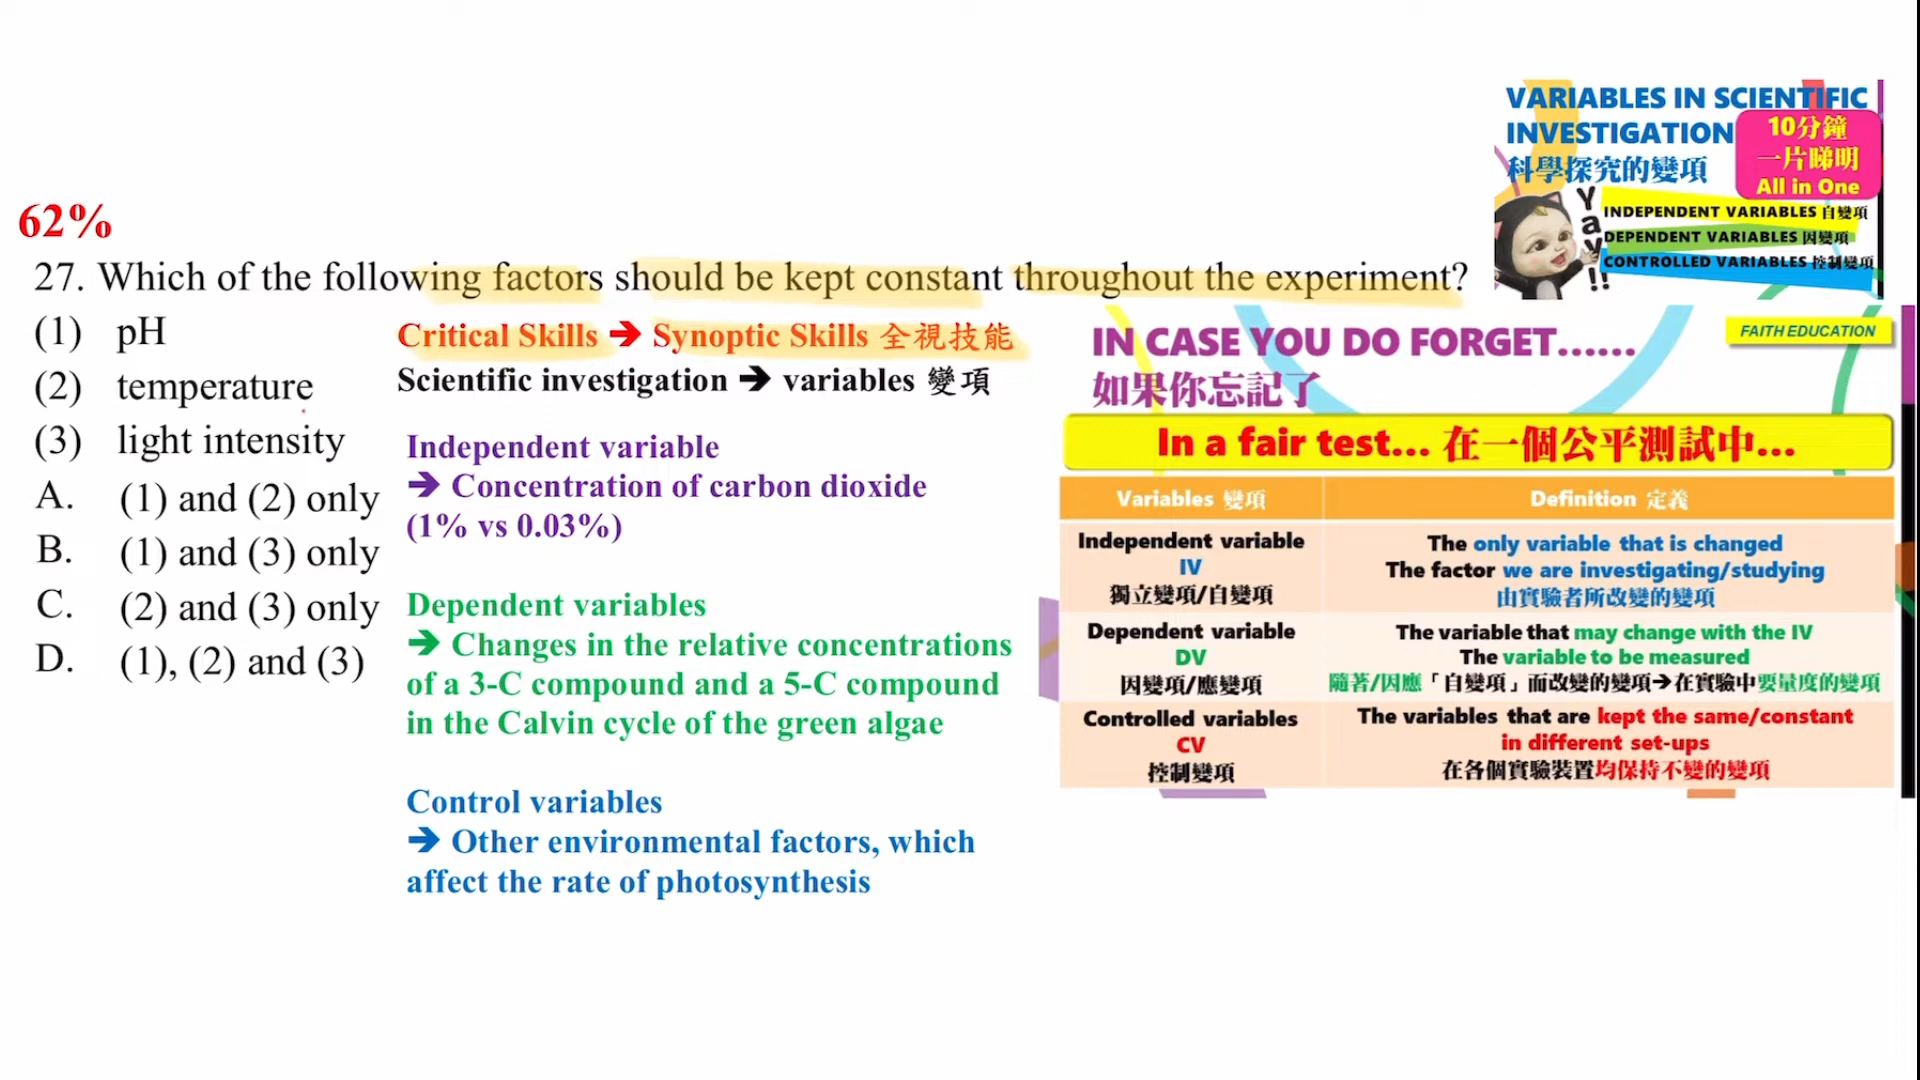 VARIABLES IN SCIENTIFIC
INVESTIGATION
科學探究的變項
10分鐘
一片睇明
All in One
Yay!!
INDEPENDENT VARIABLES 自變項
DEPENDENT VARIABLES 因變項
CONTROLLED VARIABLES 控制變項
62%
27. Which of the following factors should be kept constant throughout the experiment?
(1) pH
(2) temperature
(3) light intensity
A. (1) and (2) only
B. (1) and (3) only
C. (2) and (3) only
D. (1), (2) and (3)
Critical Skills ➔ Synoptic Skills 全視技能
Scientific investigation ➔ variables 變項
Independent variable
➔ Concentration of carbon dioxide
(1% vs 0.03%)
Dependent variables
➔ Changes in the relative concentrations
of a 3-C compound and a 5-C compound
in the Calvin cycle of the green algae
Control variables
➔ Other environmental factors, which
affect the rate of photosynthesis
IN CASE YOU DO FORGET......
如果你忘記了
FAITH EDUCATION
In a fair test... 在一個公平測試中...
Variables 變項
Definition 定義
Independent variable
IV
獨立變項/自變項
The only variable that is changed
The factor we are investigating/studying
由實驗者所改變的變項
Dependent variable
DV
因變項/應變項
The variable that may change with the IV
The variable to be measured
隨著/因應「自變項」而改變的變項➔在實驗中要量度的變項
Controlled variables
CV
控制變項
The variables that are kept the same/constant
in different set-ups
在各個實驗裝置均保持不變的變項